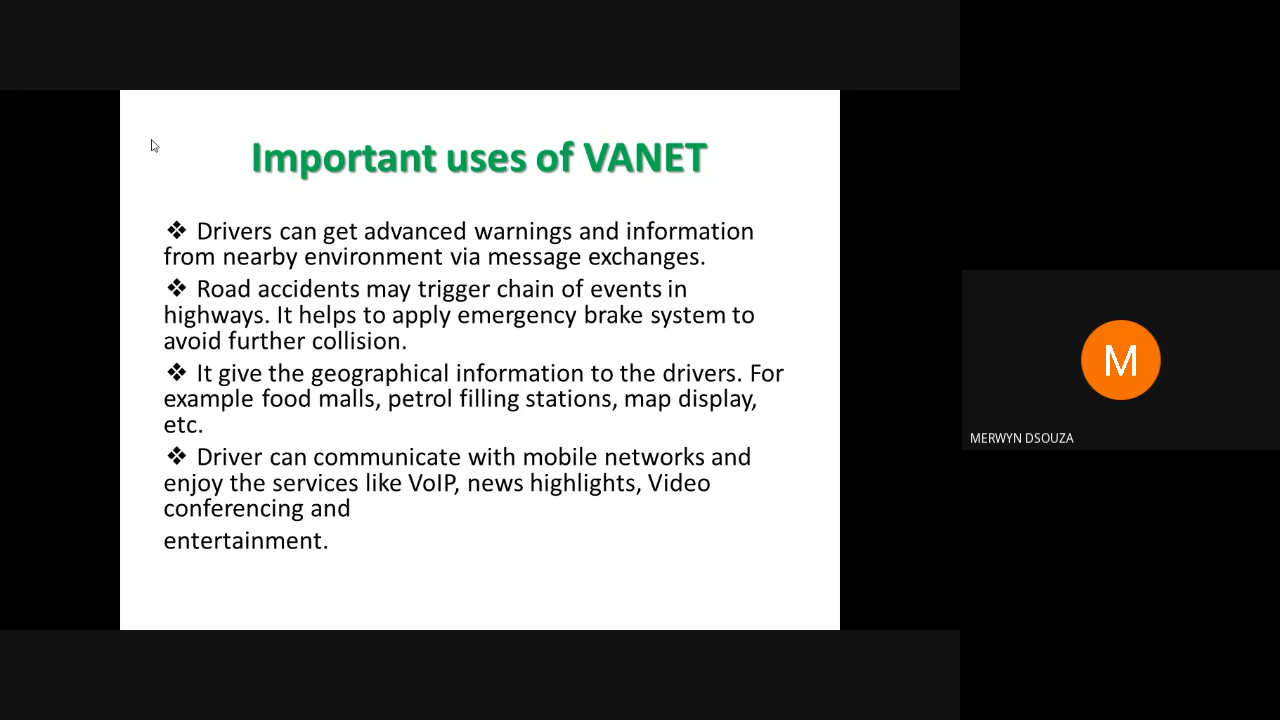 Important uses of VANET
❖ Drivers can get advanced warnings and information
from nearby environment via message exchanges.
❖ Road accidents may trigger chain of events in
highways. It helps to apply emergency brake system to
avoid further collision.
❖ It give the geographical information to the drivers. For
example food malls, petrol filling stations, map display,
etc.
❖ Driver can communicate with mobile networks and
enjoy the services like VoIP, news highlights, Video
conferencing and
entertainment.
M
MERWYN DSOUZA